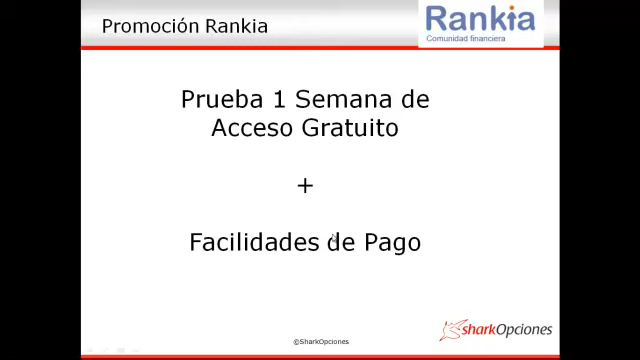 Promoción Rankia
Rankia
Comunidad financiera
Prueba 1 Semana de
Acceso Gratuito
+
Facilidades de Pago
©SharkOpciones
sharkOpciones